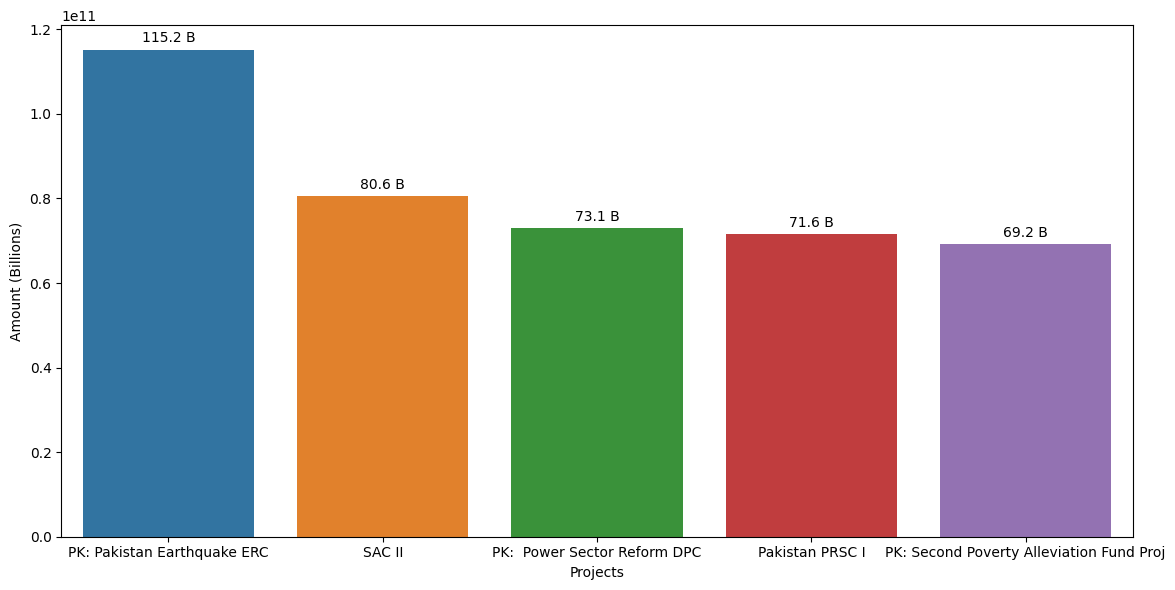 1e11
1.2
1.0
0.8
0.6
0.4
0.2
0.0
Amount (Billions)
115.2 B
80.6 B
73.1 B
71.6 B
69.2 B
PK: Pakistan Earthquake ERC
SAC II
PK:  Power Sector Reform DPC
Pakistan PRSC I
PK: Second Poverty Alleviation Fund Proj
Projects